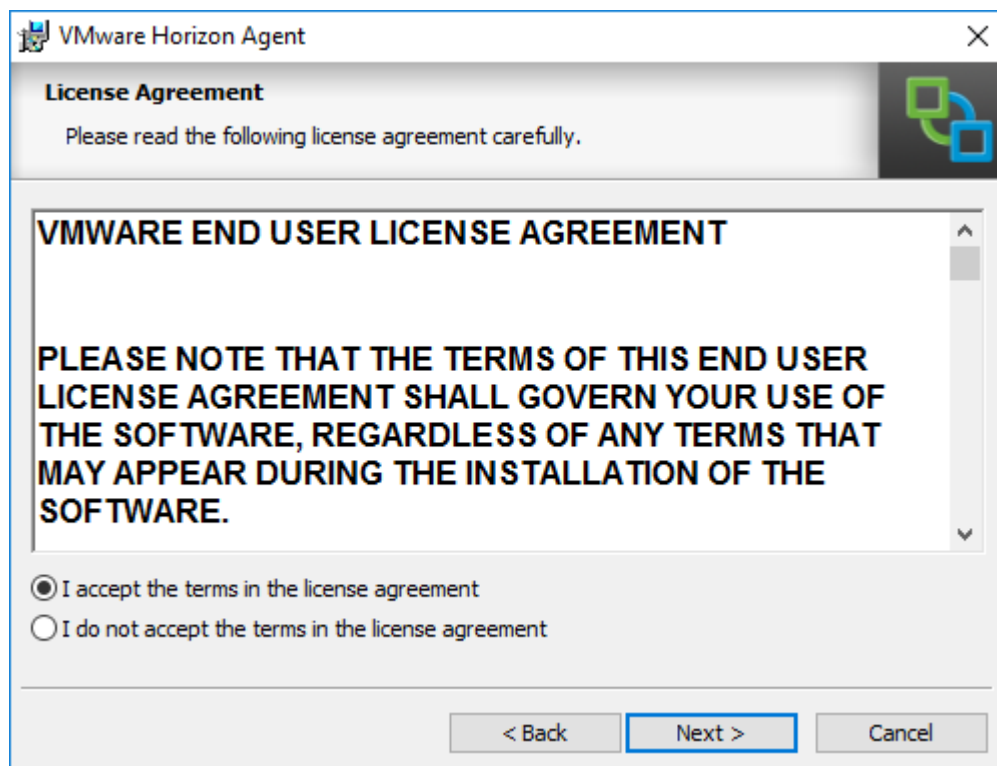 VMware Horizon Agent
License Agreement
Please read the following license agreement carefully.
VMWARE END USER LICENSE AGREEMENT
PLEASE NOTE THAT THE TERMS OF THIS END USER
LICENSE AGREEMENT SHALL GOVERN YOUR USE OF
THE SOFTWARE, REGARDLESS OF ANY TERMS THAT
MAY APPEAR DURING THE INSTALLATION OF THE
SOFTWARE.
I accept the terms in the license agreement
I do not accept the terms in the license agreement
< Back Next > Cancel